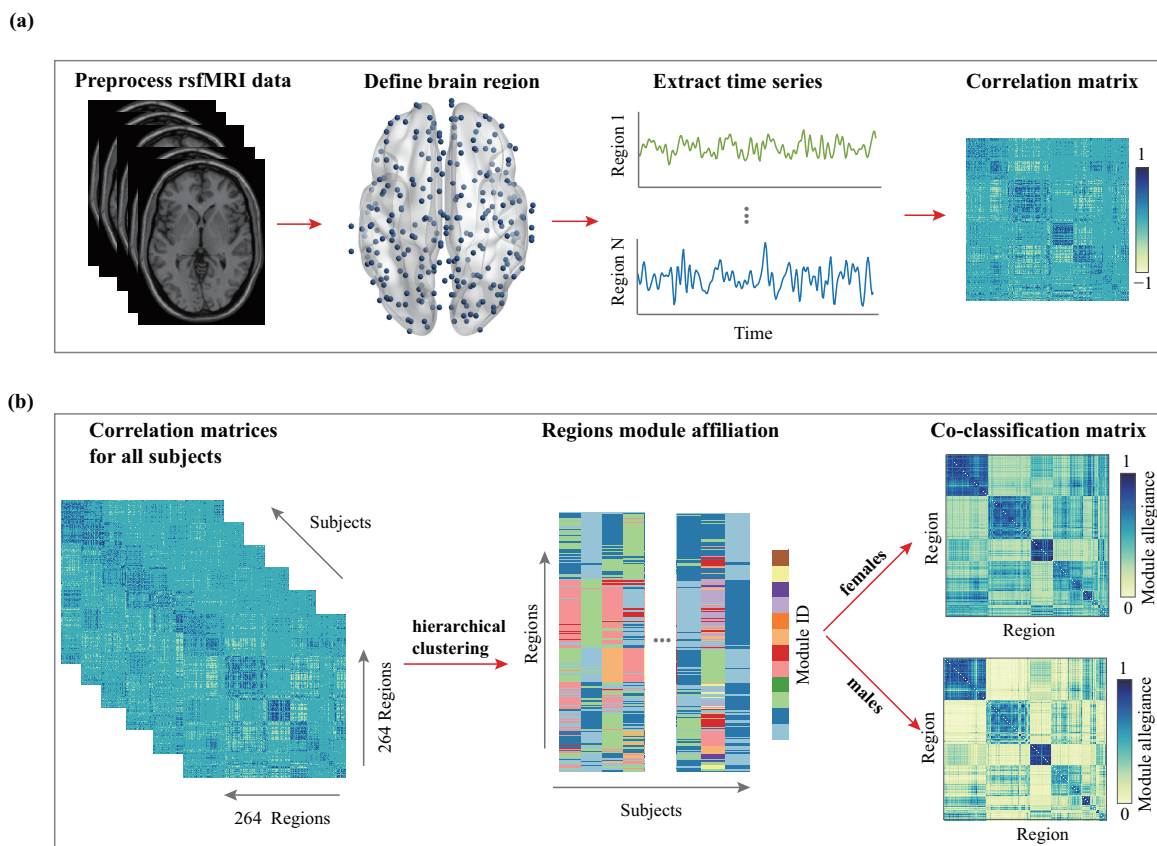 (a)
Preprocess rsfMRI data
Define brain region
Extract time series
Correlation matrix
Region 1
Region N
Time
1
−1
(b)
Correlation matrices
for all subjects
Regions module affiliation
Co-classification matrix
Subjects
264 Regions
264 Regions
hierarchical
clustering
Regions
Subjects
Module ID
females
males
Region
Region
1
0
Module allegiance
Region
Region
1
0
Module allegiance